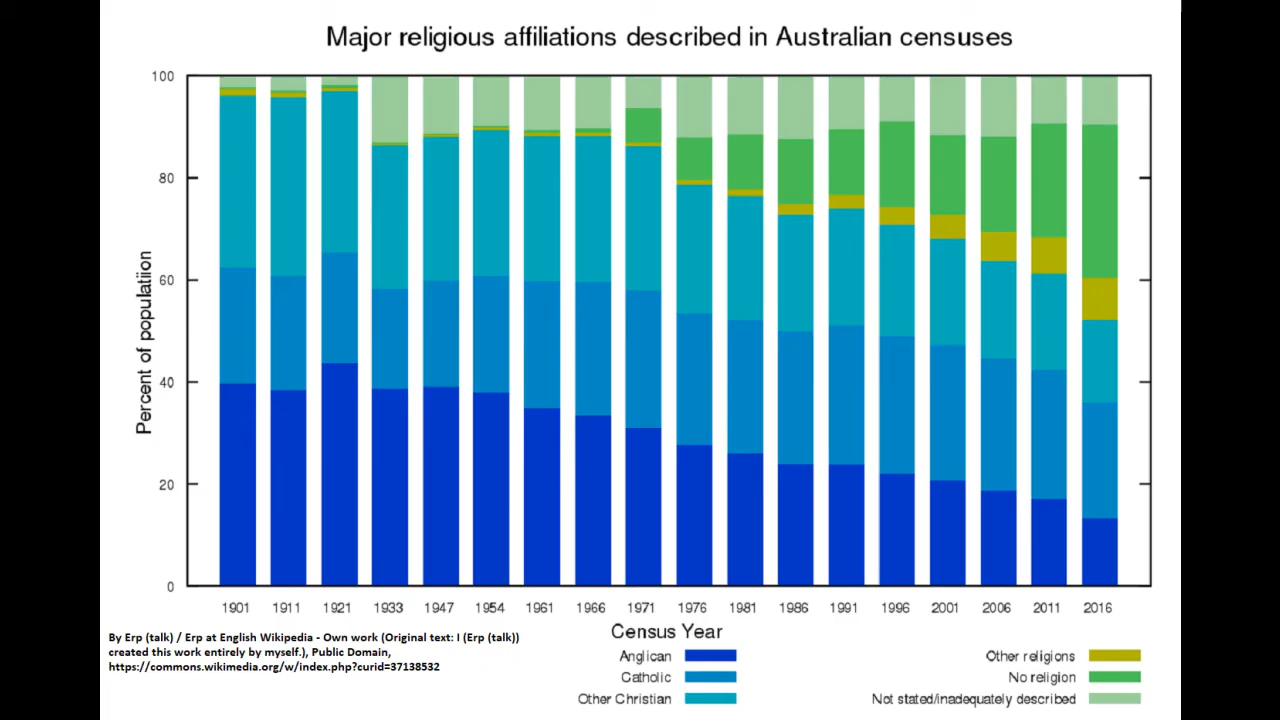 Major religious affiliations described in Australian censuses
100
80
60
40
20
0
Percent of populatiion
1901 1911 1921 1933 1947 1954 1961 1966 1971 1976 1981 1986 1991 1996 2001 2006 2011 2016
Census Year
By Erp (talk) / Erp at English Wikipedia - Own work (Original text: I (Erp (talk))
created this work entirely by myself.), Public Domain,
https://commons.wikimedia.org/w/index.php?curid=37138532
Anglican
Catholic
Other Christian
Other religions
No religion
Not stated/inadequately described